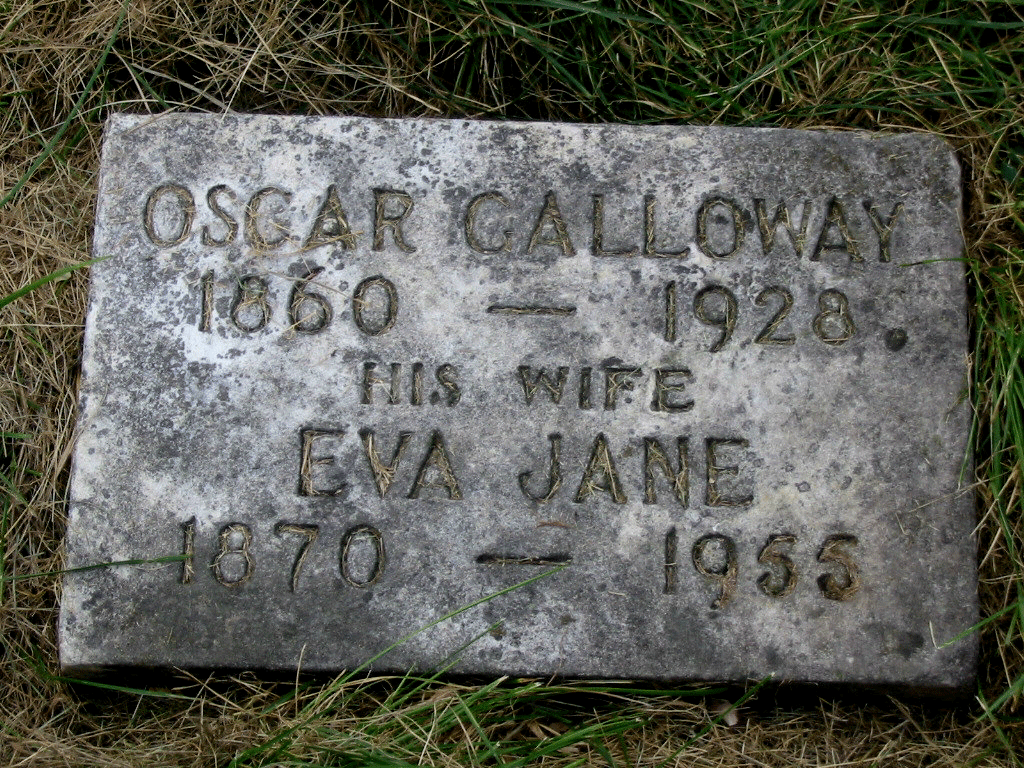 OSCAR GALLOWAY
1860 — 1928
HIS WIFE
EVA JANE
1870 — 1955